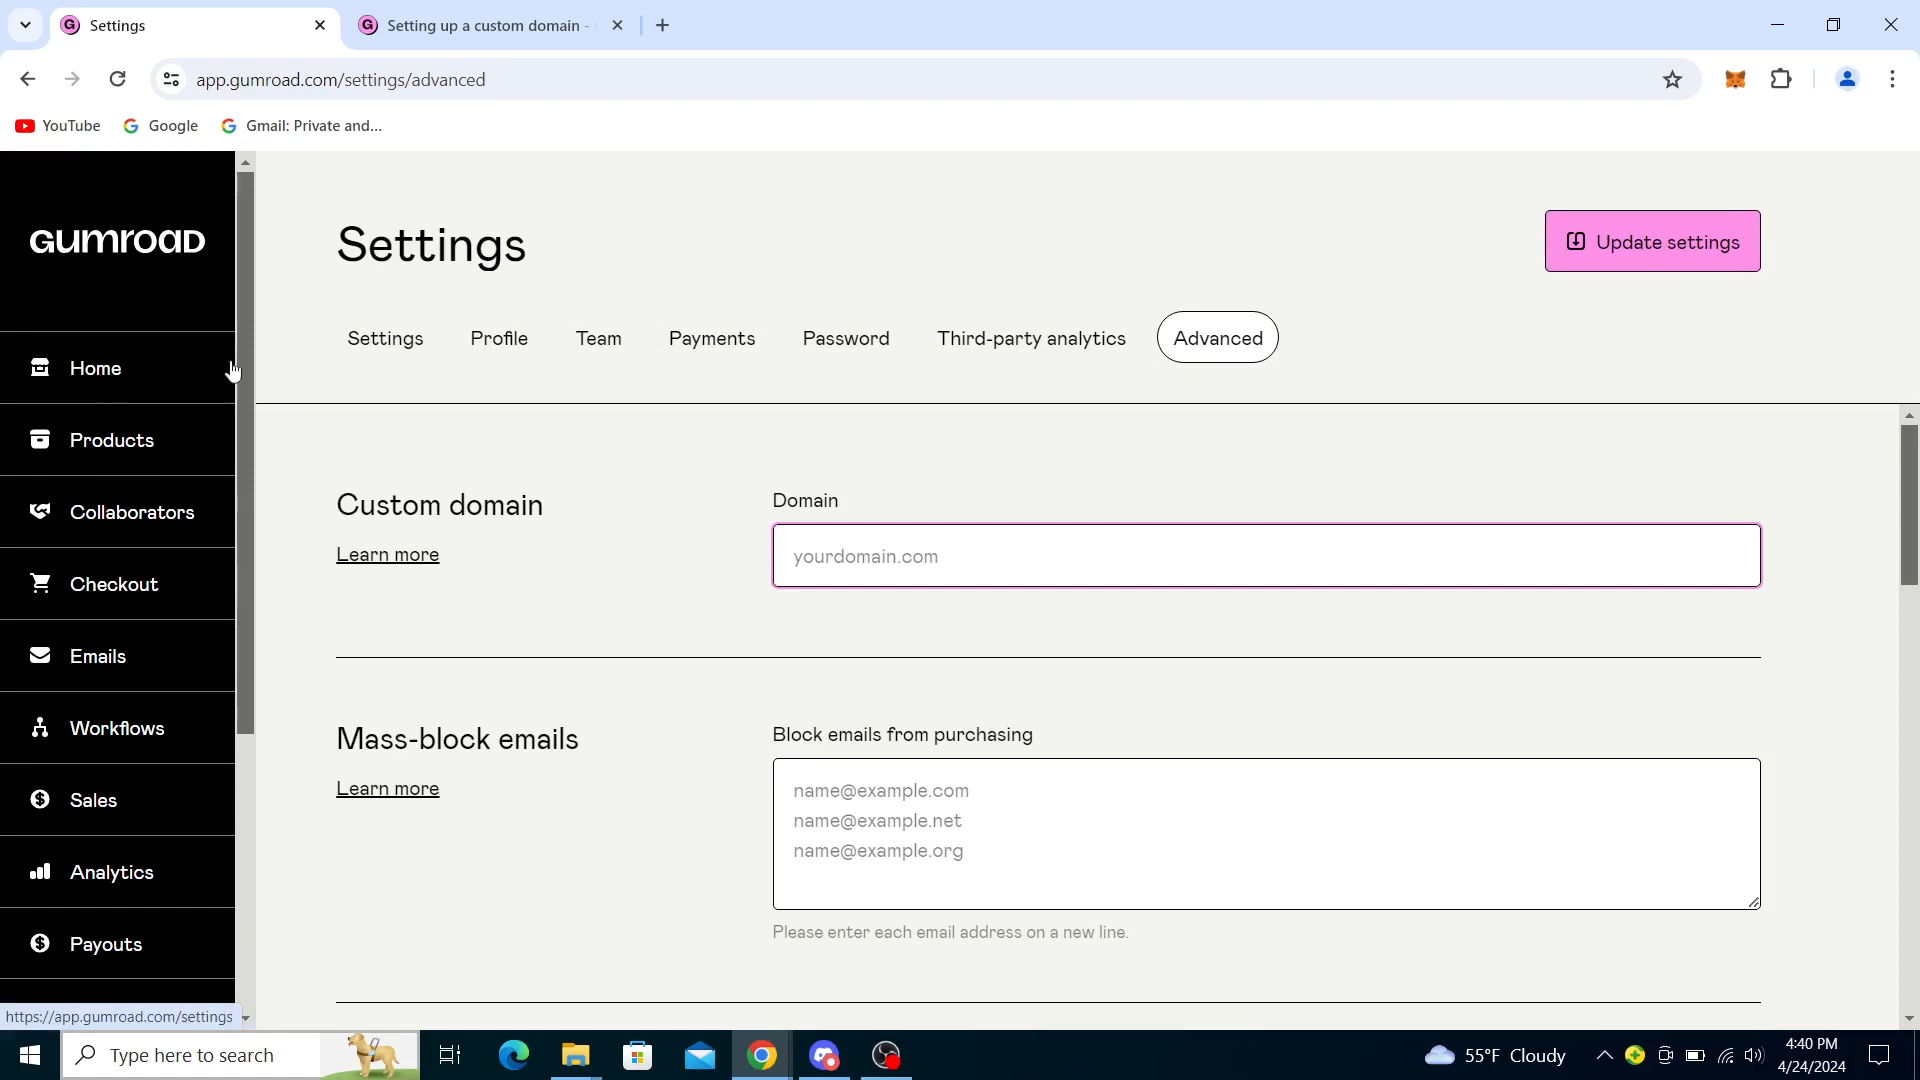 Settings
Setting up a custom domain -
app.gumroad.com/settings/advanced
YouTube
Google
Gmail: Private and...
GUMROAD
Home
Products
Collaborators
Checkout
Emails
Workflows
Sales
Analytics
Payouts
https://app.gumroad.com/settings
Settings
Update settings
Settings
Profile
Team
Payments
Password
Third-party analytics
Advanced
Custom domain
Learn more
Domain
yourdomain.com
Mass-block emails
Learn more
Block emails from purchasing
name@example.com
name@example.net
name@example.org
Please enter each email address on a new line.
Type here to search
55°F Cloudy
4:40 PM
4/24/2024